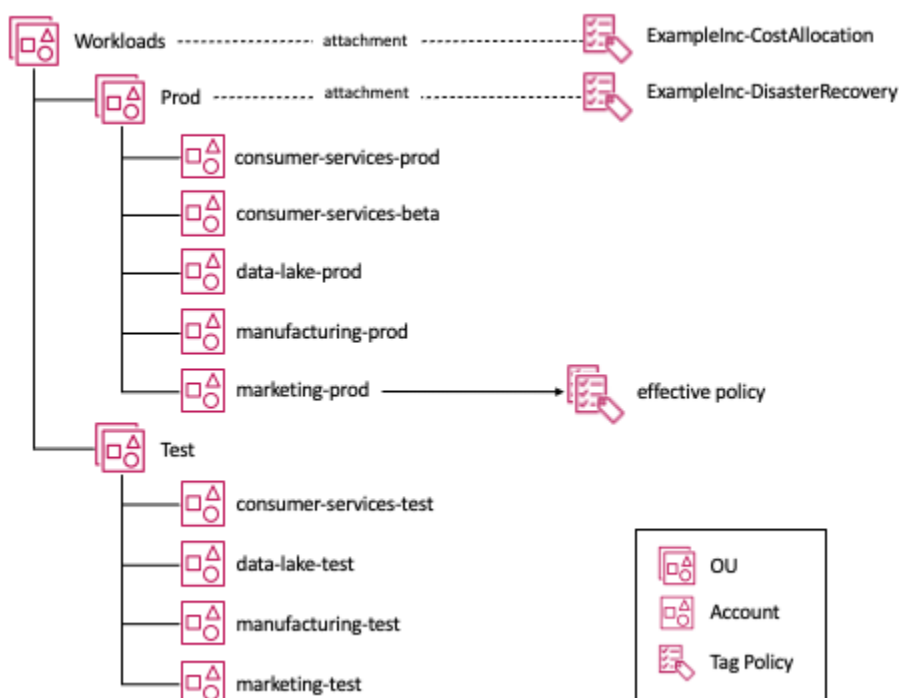 Workloads attachment ExampleInc-CostAllocation
Prod attachment ExampleInc-DisasterRecovery
consumer-services-prod
consumer-services-beta
data-lake-prod
manufacturing-prod
marketing-prod effective policy
Test
consumer-services-test
data-lake-test
manufacturing-test
marketing-test
OU
Account
Tag Policy